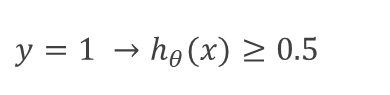 y = 1 → hθ(x) ≥ 0.5